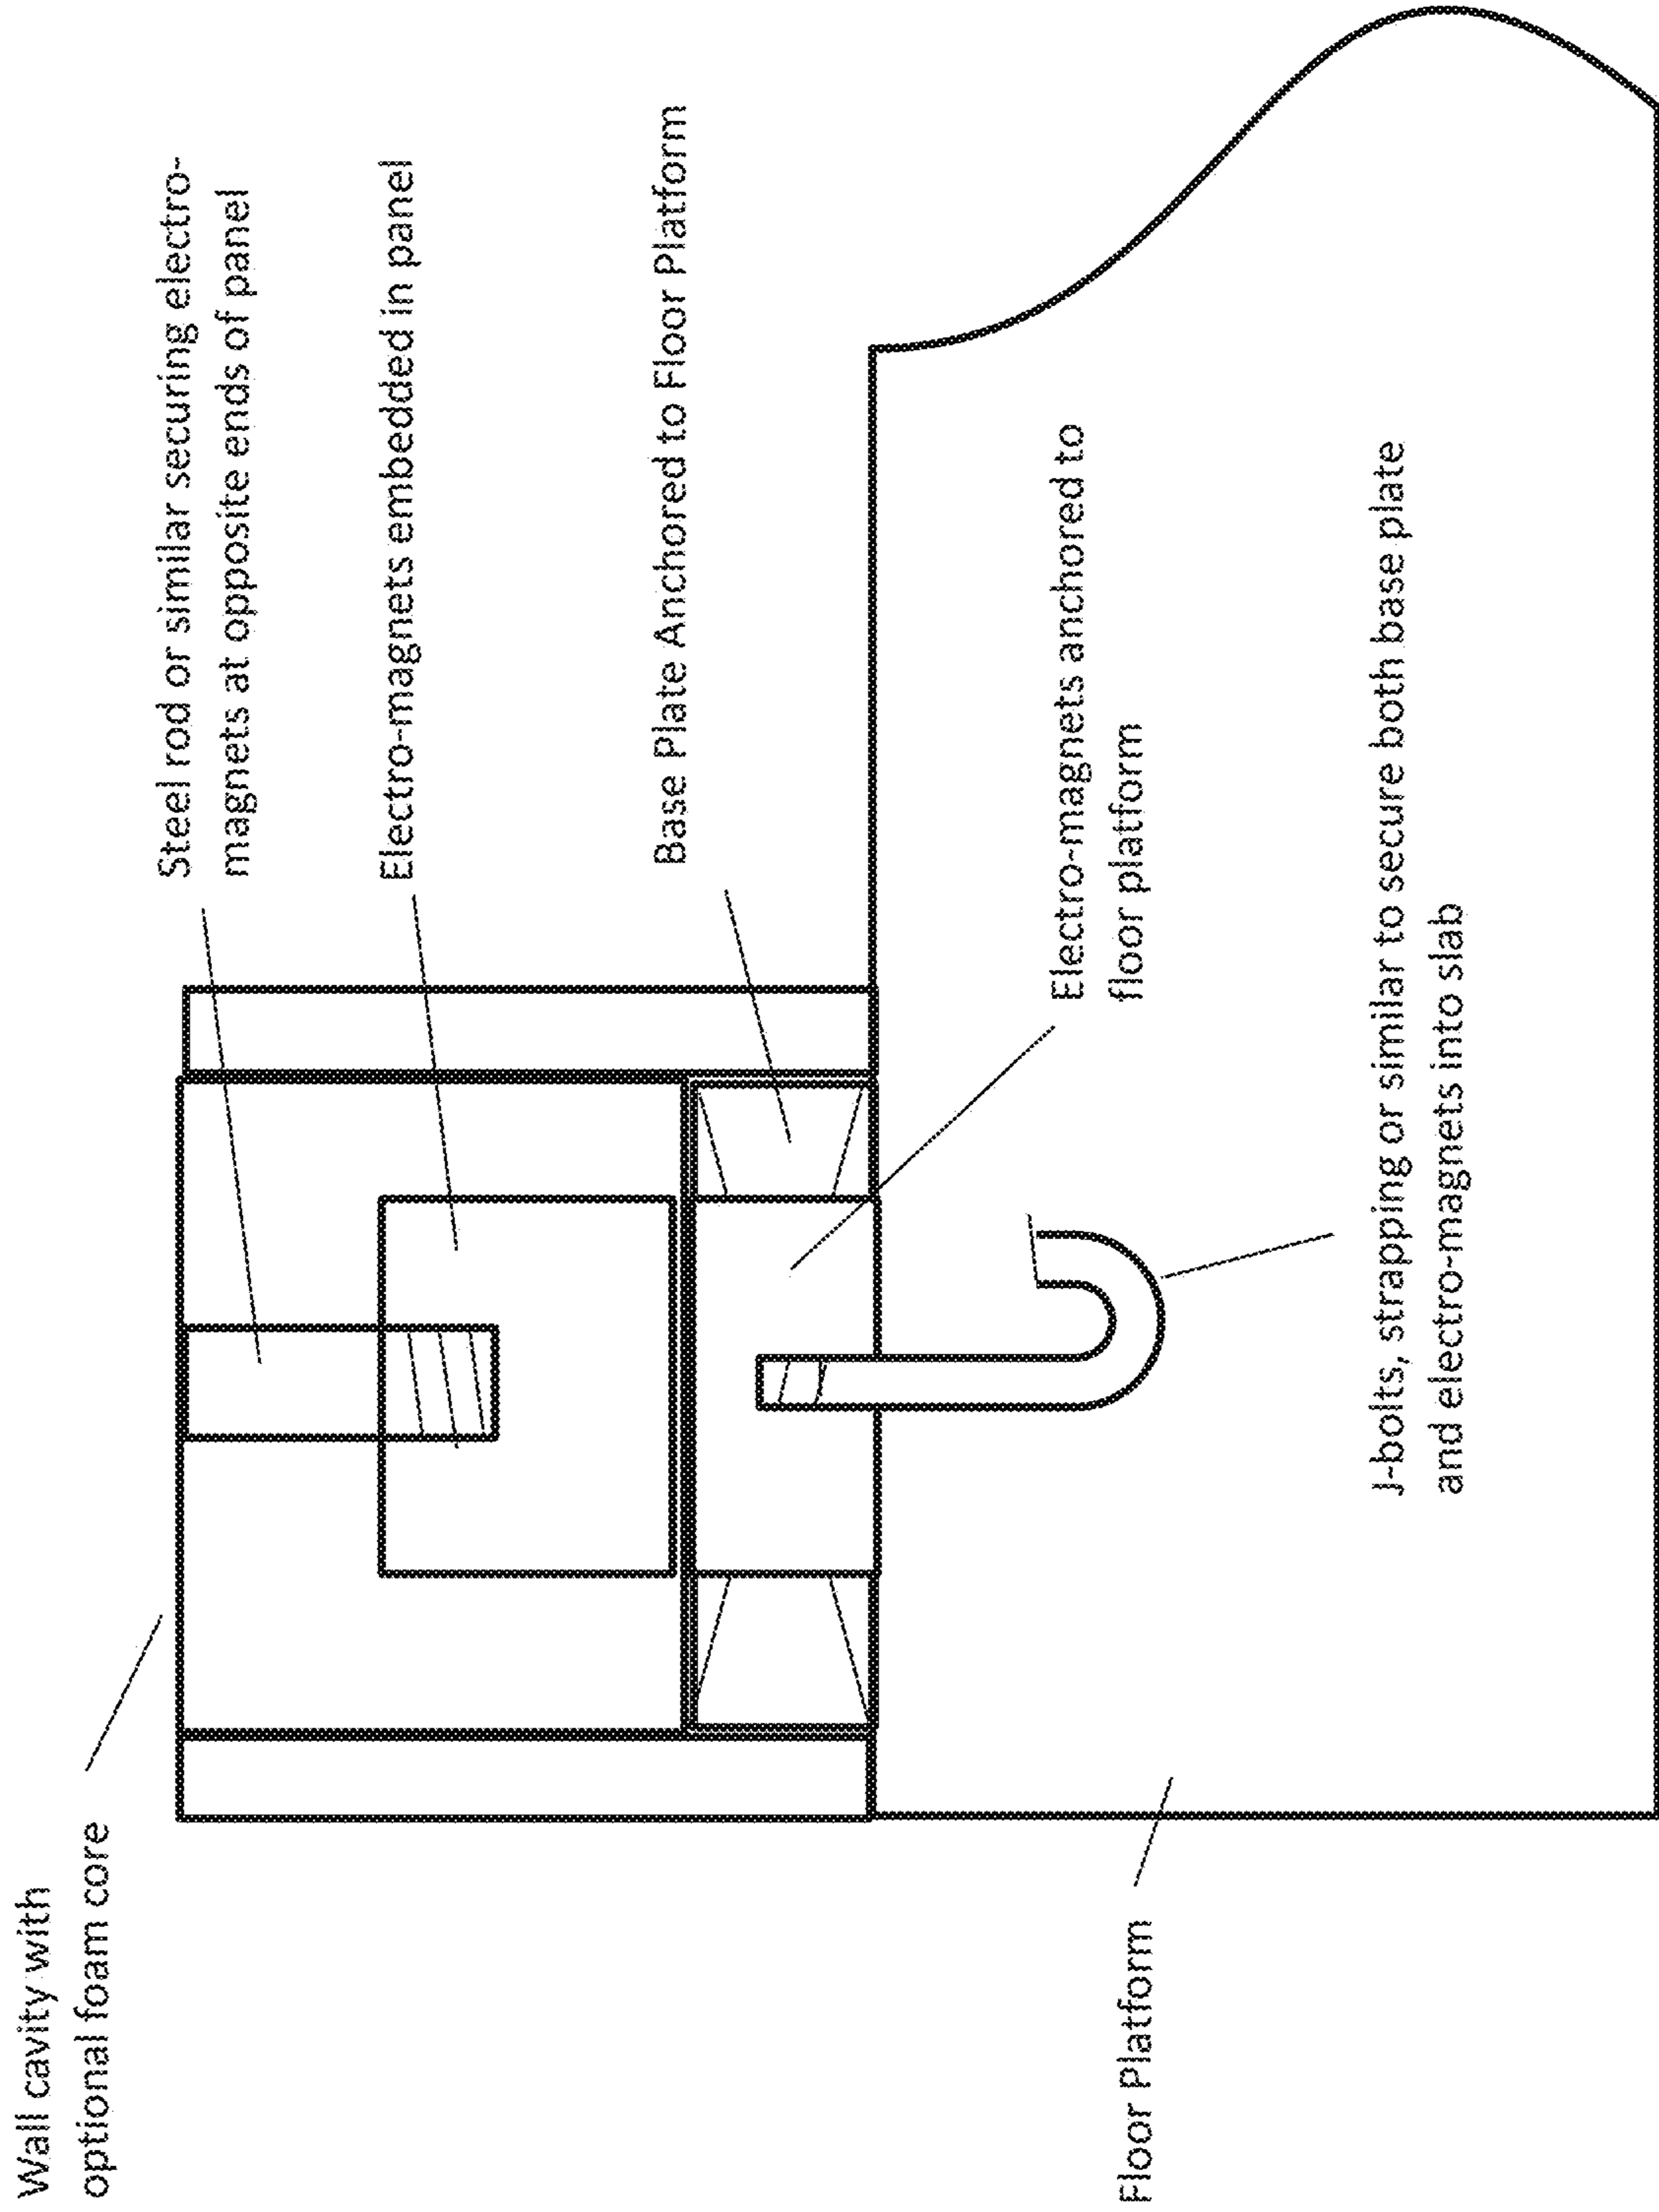 Wall cavity with
optional foam core
Steel rod or similar securing electro-
magnets at opposite ends of panel
Electro-magnets embedded in panel
Base Plate Anchored to Floor Platform
Electro-magnets anchored to
floor platform
Floor Platform
J-bolts, strapping or similar to secure both base plate
and electro-magnets into slab